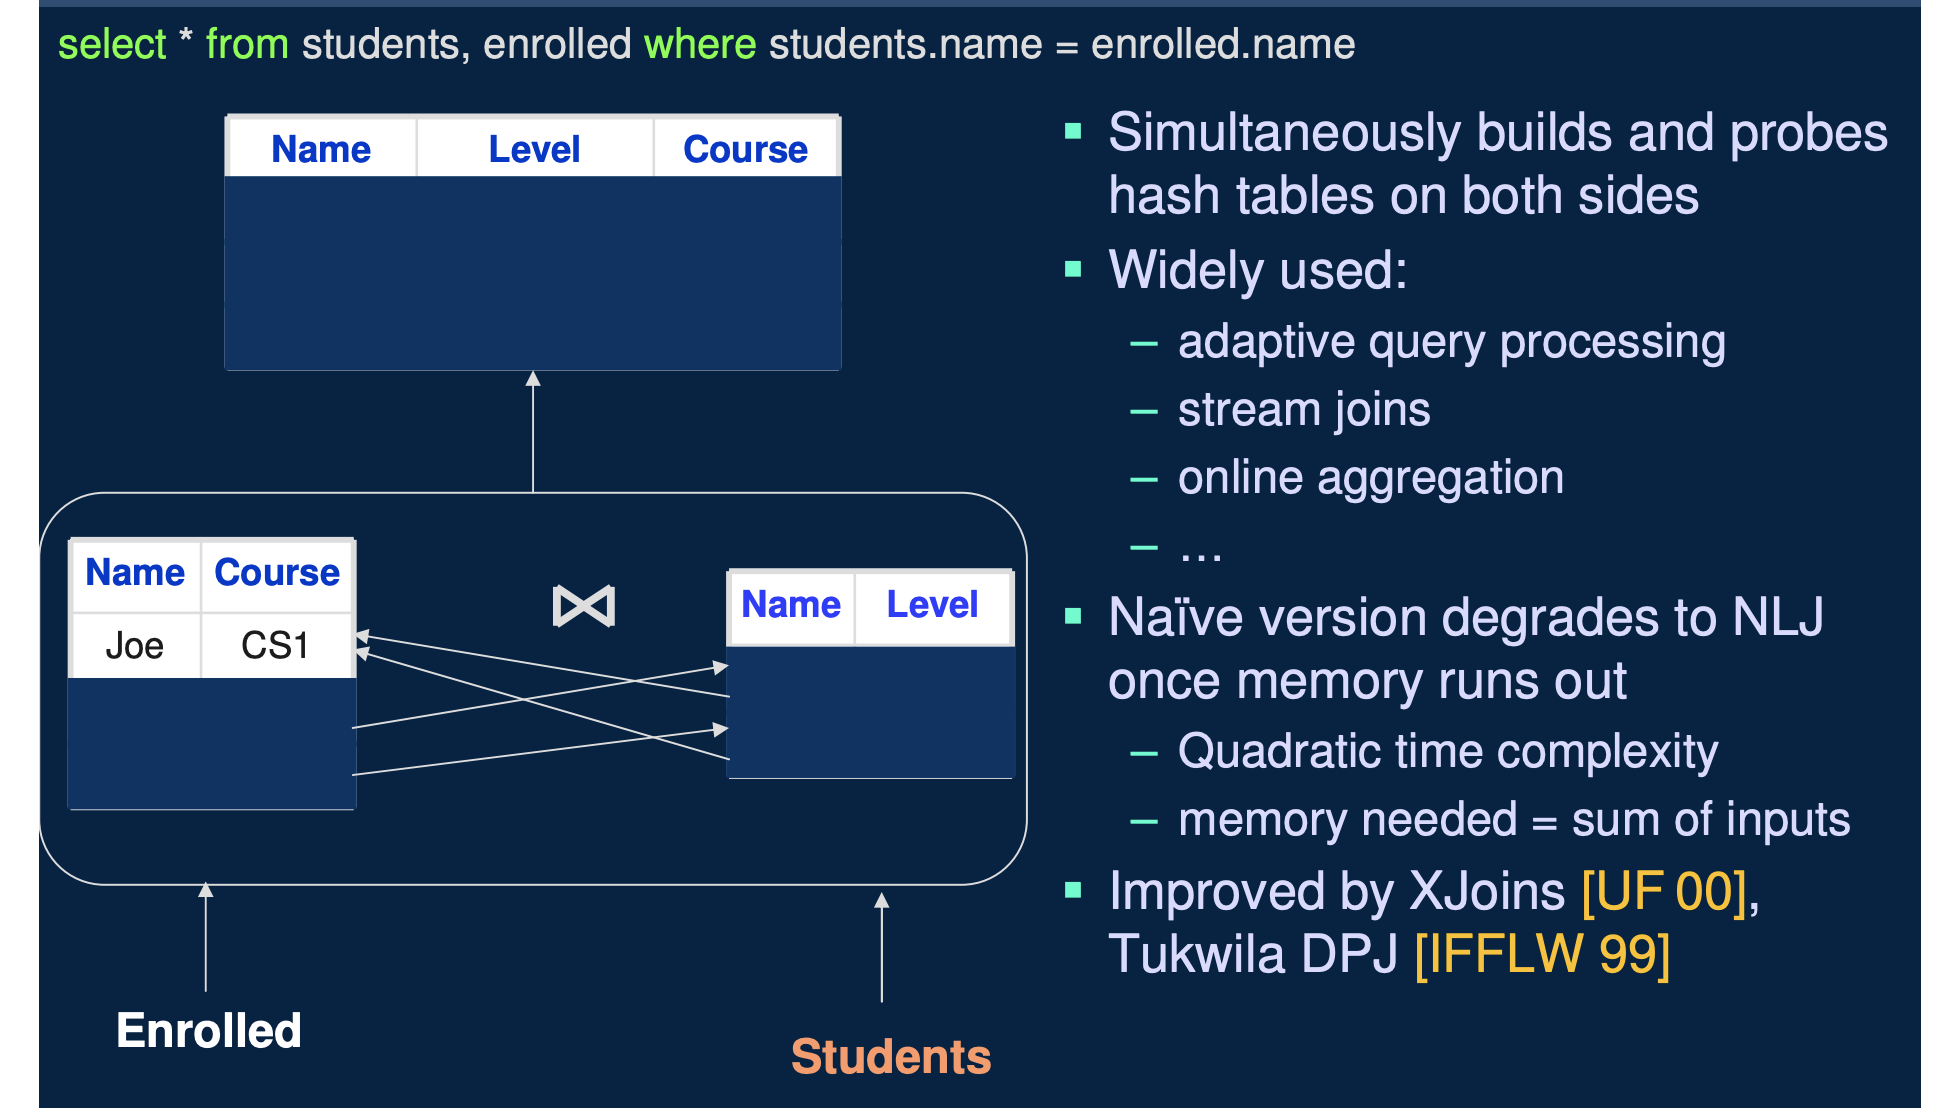 select * from students, enrolled where students.name = enrolled.name
Name Level Course
Name Course
Joe CS1
⋈
Name Level
Enrolled
Students
▪ Simultaneously builds and probes
hash tables on both sides
▪ Widely used:
– adaptive query processing
– stream joins
– online aggregation
– …
▪ Naïve version degrades to NLJ
once memory runs out
– Quadratic time complexity
– memory needed = sum of inputs
▪ Improved by XJoins [UF 00],
Tukwila DPJ [IFFLW 99]